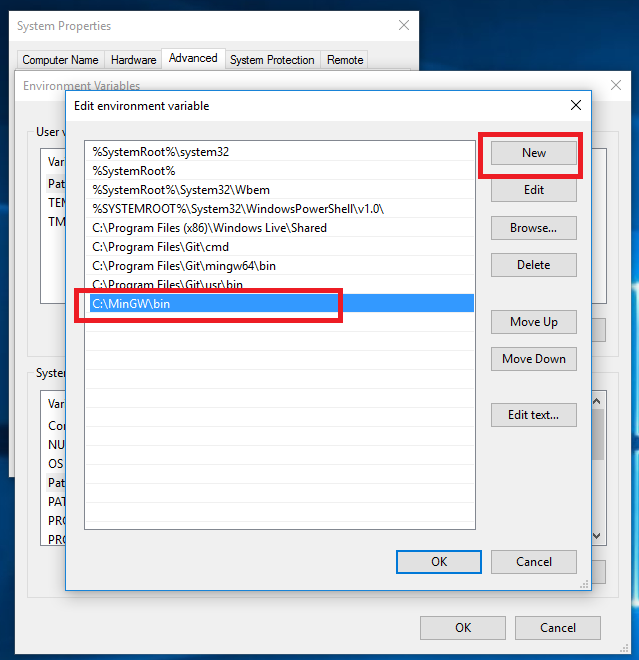 System Properties
Computer Name
Hardware
Advanced
System Protection
Remote
Environment Variables
Edit environment variable
User v
Var
Pat
TEM
TM
%SystemRoot%\system32
%SystemRoot%
%SystemRoot%\System32\Wbem
%SYSTEMROOT%\System32\WindowsPowerShell\v1.0\
C:\Program Files (x86)\Windows Live\Shared
C:\Program Files\Git\cmd
C:\Program Files\Git\mingw64\bin
C:\Program Files\Git\usr\bin
C:\MinGW\bin
New
Edit
Browse...
Delete
Move Up
Move Down
Edit text...
System
Var
Cor
NU
OS
Pat
PAT
PRO
PRO
OK
Cancel
OK
Cancel